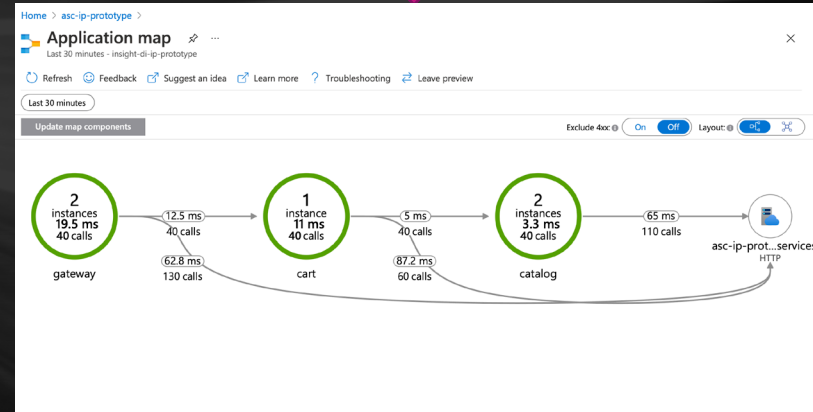 Home > asc-ip-prototype >
Application map
Last 30 minutes - insight-di-ip-prototype
Refresh Feedback Suggest an idea Learn more Troubleshooting Leave preview
Last 30 minutes
Update map components
Exclude 4xx: On Off Layout:
2
instances
19.5 ms
40 calls
gateway
12.5 ms
40 calls
62.8 ms
130 calls
1
instance
11 ms
40 calls
cart
5 ms
40 calls
87.2 ms
60 calls
2
instances
3.3 ms
40 calls
catalog
65 ms
110 calls
asc-ip-prot...services
HTTP